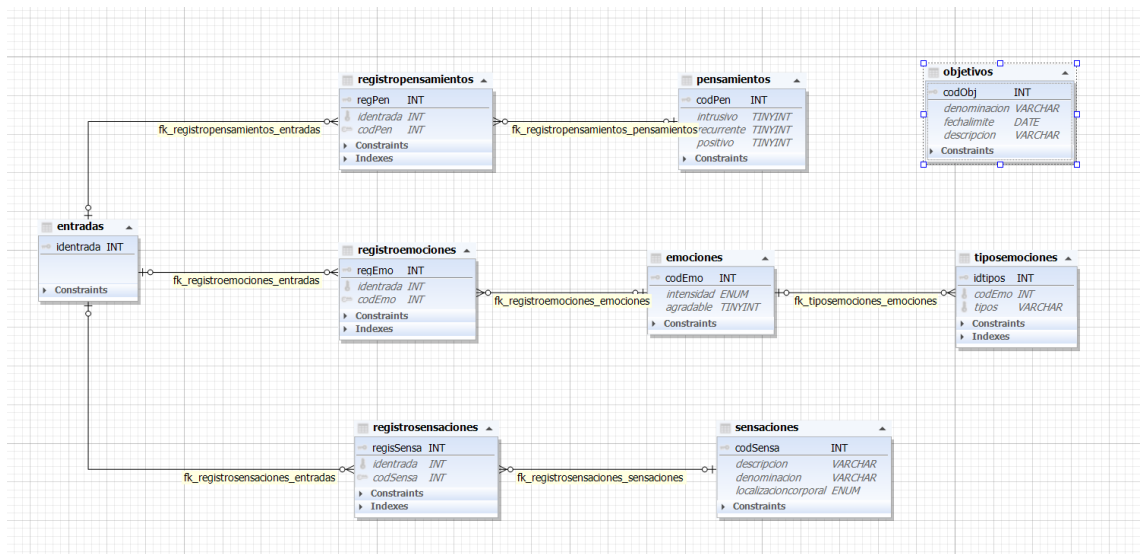 registropensamientos
regPen INT
identrada INT
codPen INT
Constraints
Indexes
fk_registropensamientos_entradas
fk_registropensamientos_pensamientos
pensamientos
codPen INT
intrusivo TINYINT
recurrente TINYINT
positivo TINYINT
Constraints
objetivos
codObj INT
denominacion VARCHAR
fechalimite DATE
descripcion VARCHAR
Constraints
entradas
identrada INT
Constraints
fk_registroemociones_entradas
registroemociones
regEmo INT
identrada INT
codEmo INT
Constraints
Indexes
fk_registroemociones_emociones
emociones
codEmo INT
intensidad ENUM
agradable TINYINT
Constraints
fk_tiposemociones_emociones
tiposemociones
idtipos INT
codEmo INT
tipos VARCHAR
Constraints
Indexes
fk_registrosensaciones_entradas
registrosensaciones
regisSensa INT
identrada INT
codSensa INT
Constraints
Indexes
fk_registrosensaciones_sensaciones
sensaciones
codSensa INT
descripcion VARCHAR
denominacion VARCHAR
localizacioncorporal ENUM
Constraints